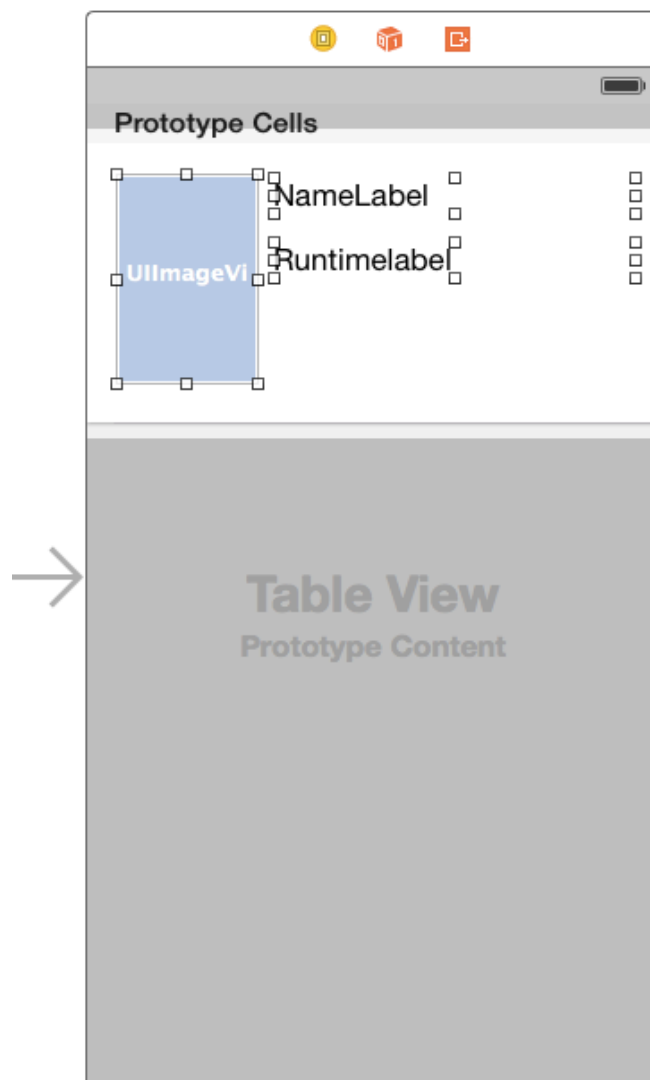 Prototype Cells
NameLabel
UIImageVi
Runtimelabel
Table View
Prototype Content